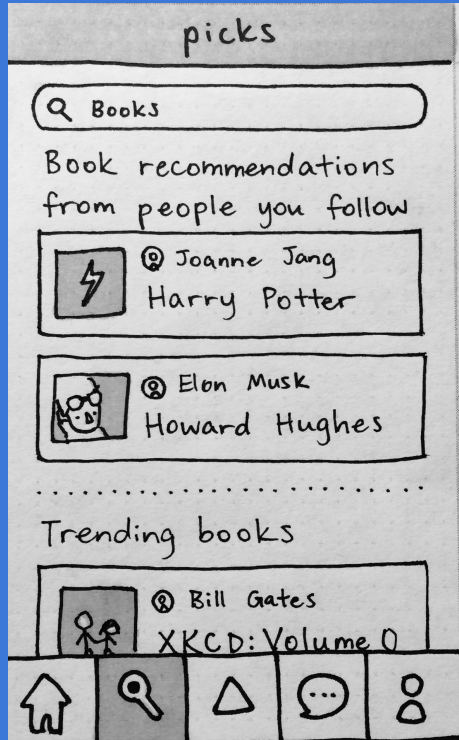 picks
Books
Book recommendations
from people you follow
Joanne Jang
Harry Potter
Elon Musk
Howard Hughes
Trending books
Bill Gates
XKCD: Volume 0